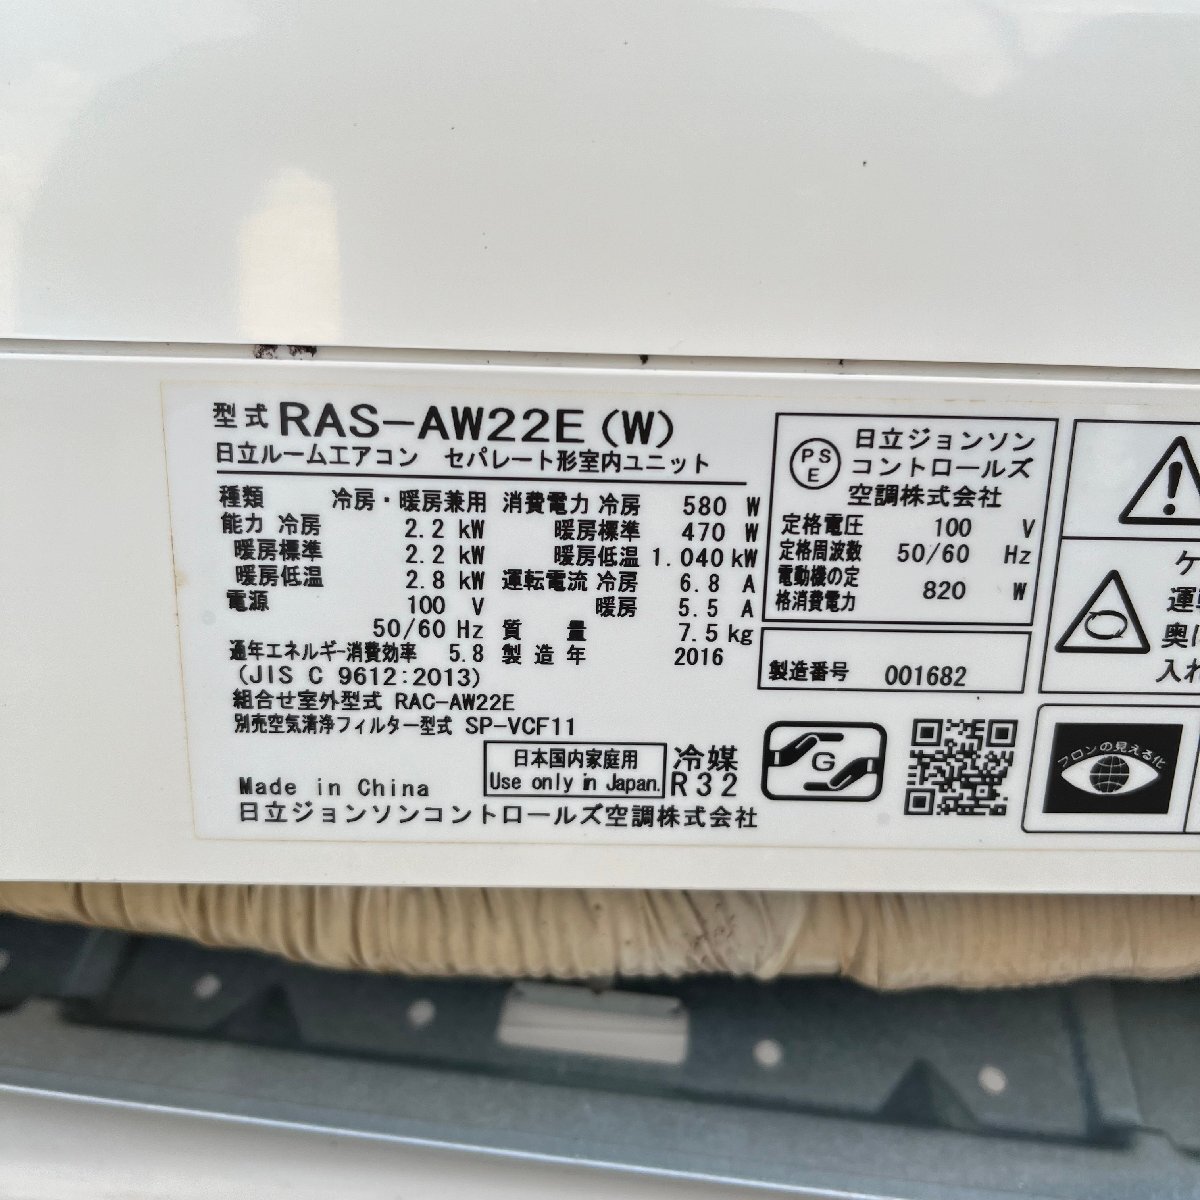 型式 RAS-AW22E (W)
日立ルームエアコン セパレート形室内ユニット
種類 冷房・暖房兼用
能力 冷房 2.2 kW
暖房標準 2.2 kW
暖房低温 2.8 kW
電源 100 V
50/60 Hz
通年エネルギー消費効率 5.8
(JIS C 9612:2013)
組合せ室外型式 RAC-AW22E
別売空気清浄フィルター型式 SP-VCF11
消費電力 冷房 580 W
暖房標準 470 W
暖房低温 1.040 kW
運転電流 冷房 6.8 A
暖房 5.5 A
質量 7.5 kg
製造年 2016
日本国内家庭用
Use only in Japan.
冷媒
R32
Made in China
日立ジョンソンコントロールズ空調株式会社
PS
E
日立ジョンソン
コントロールズ
空調株式会社
定格電圧 100 V
定格周波数 50/60 Hz
電動機の定
格消費電力 820 W
製造番号 001682
G
フロンの見える化
ケ
運転
奥に
入れ